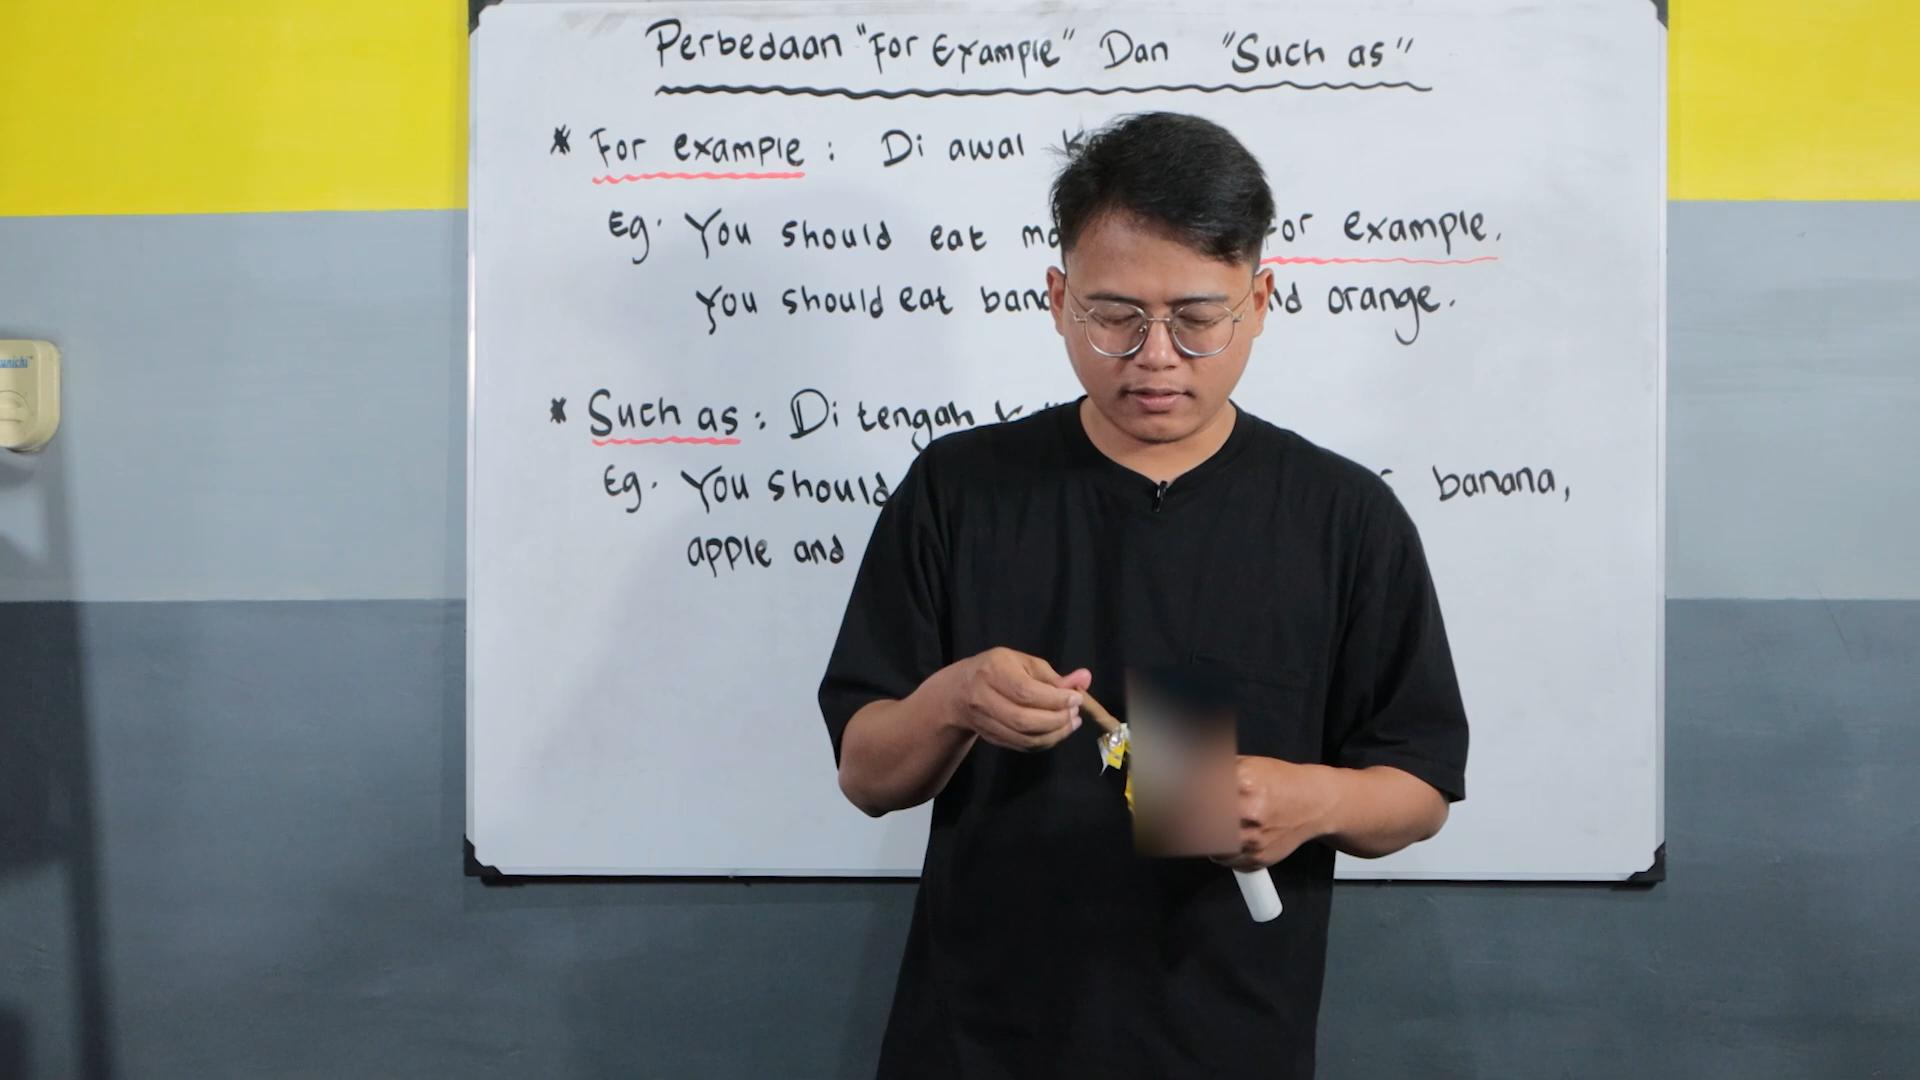 Perbedaan "For Example" Dan "Such as"
* For example : Di awal
Eg. You should eat For example.
You should eat orange.
* Such as : Di tengah
Eg. You should banana,
apple and